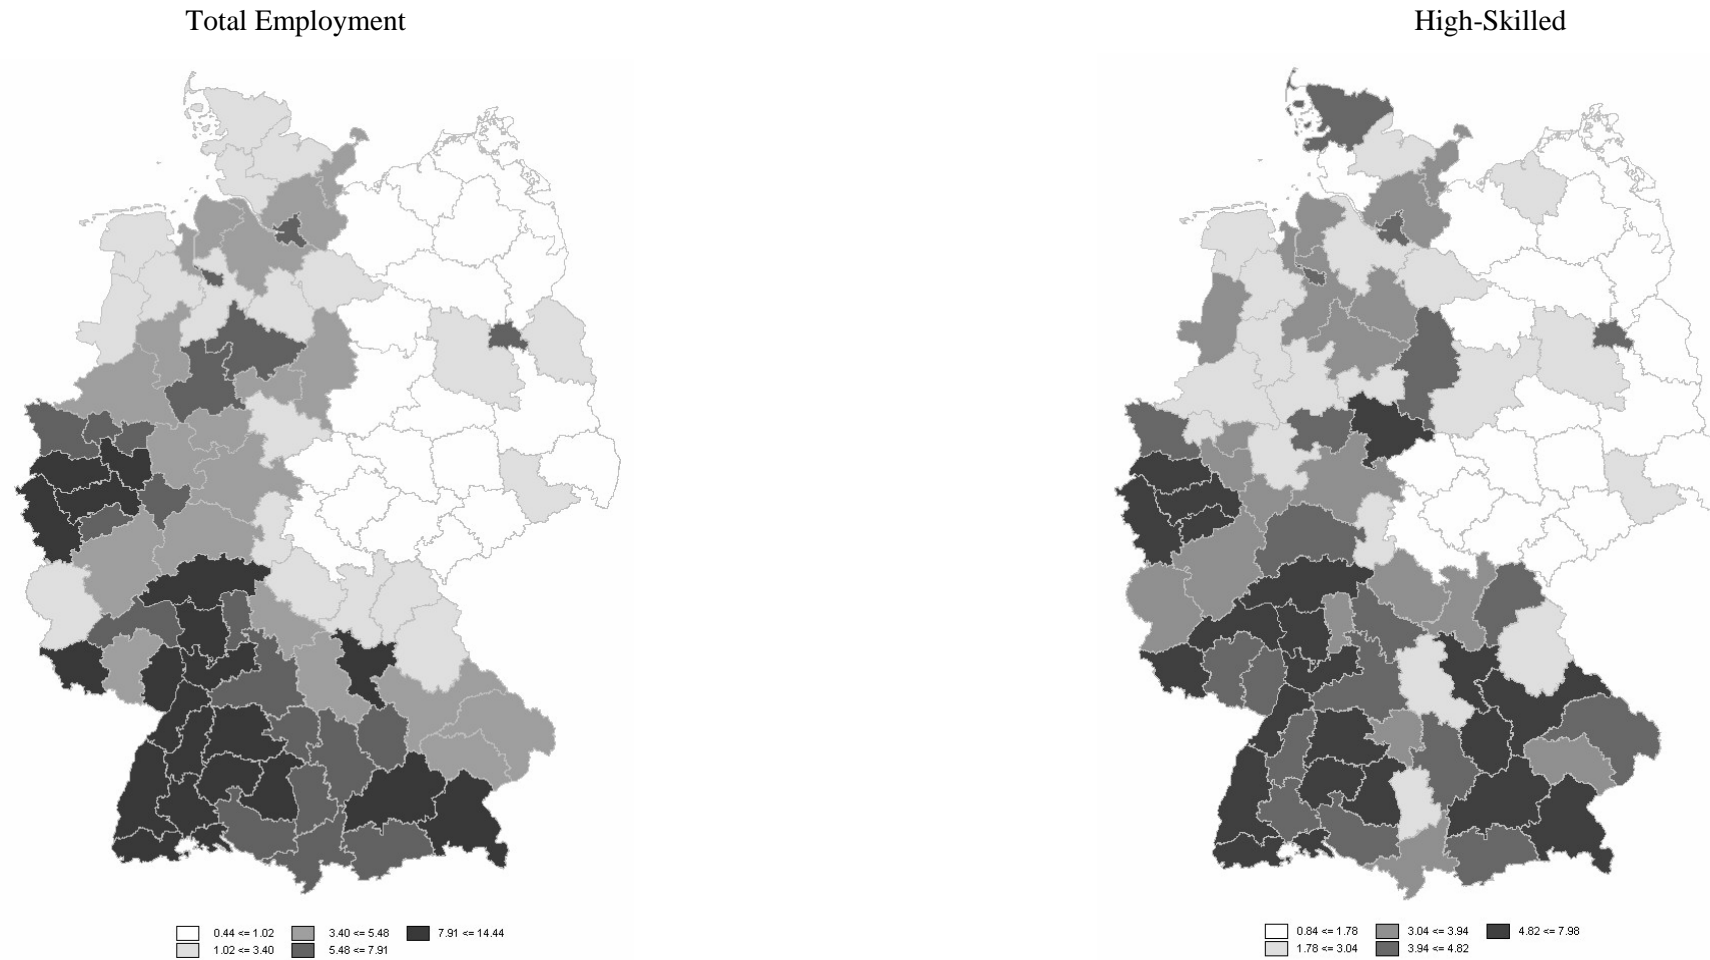 Total Employment
High-Skilled
0.44 <= 1.02
3.40 <= 5.48
7.91 <= 14.44
1.02 <= 3.40
5.48 <= 7.91
0.84 <= 1.78
3.04 <= 3.94
4.82 <= 7.98
1.78 <= 3.04
3.94 <= 4.82